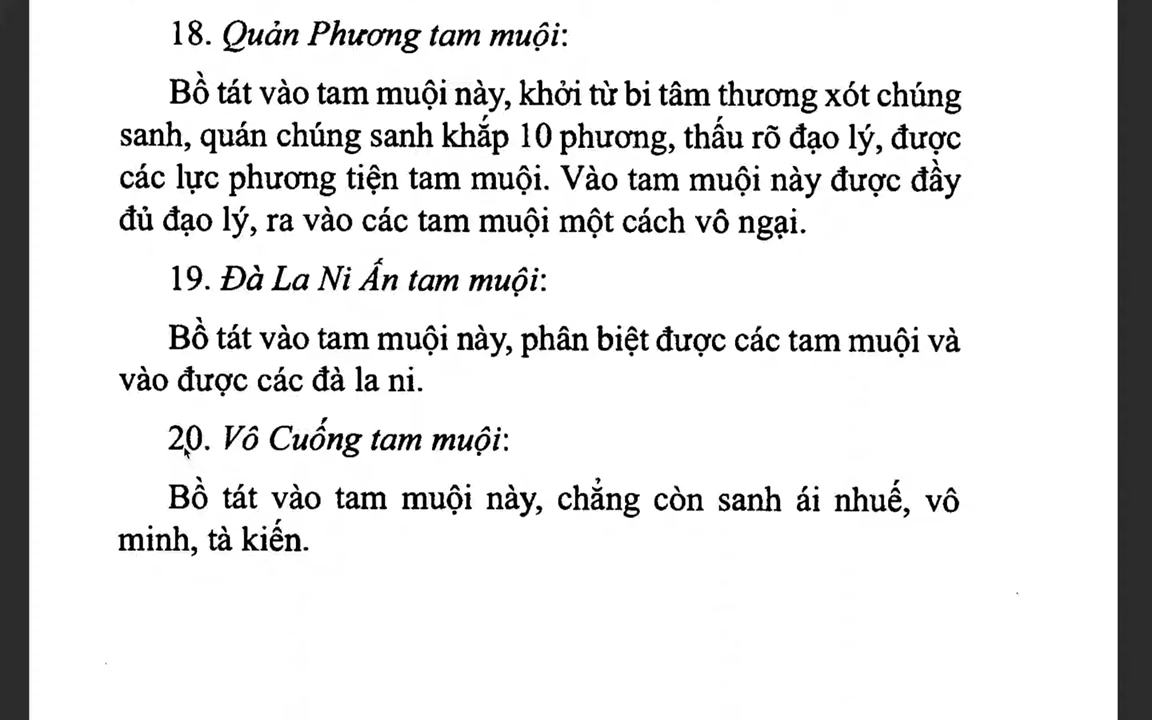 18. Quản Phương tam muội:
Bồ tát vào tam muội này, khởi từ bi tâm thương xót chúng
sanh, quán chúng sanh khắp 10 phương, thấu rõ đạo lý, được
các lực phương tiện tam muội. Vào tam muội này được đầy
đủ đạo lý, ra vào các tam muội một cách vô ngại.
19. Đà La Ni Ấn tam muội:
Bồ tát vào tam muội này, phân biệt được các tam muội và
vào được các đà la ni.
20. Vô Cuống tam muội:
Bồ tát vào tam muội này, chẳng còn sanh ái nhuế, vô
minh, tà kiến.